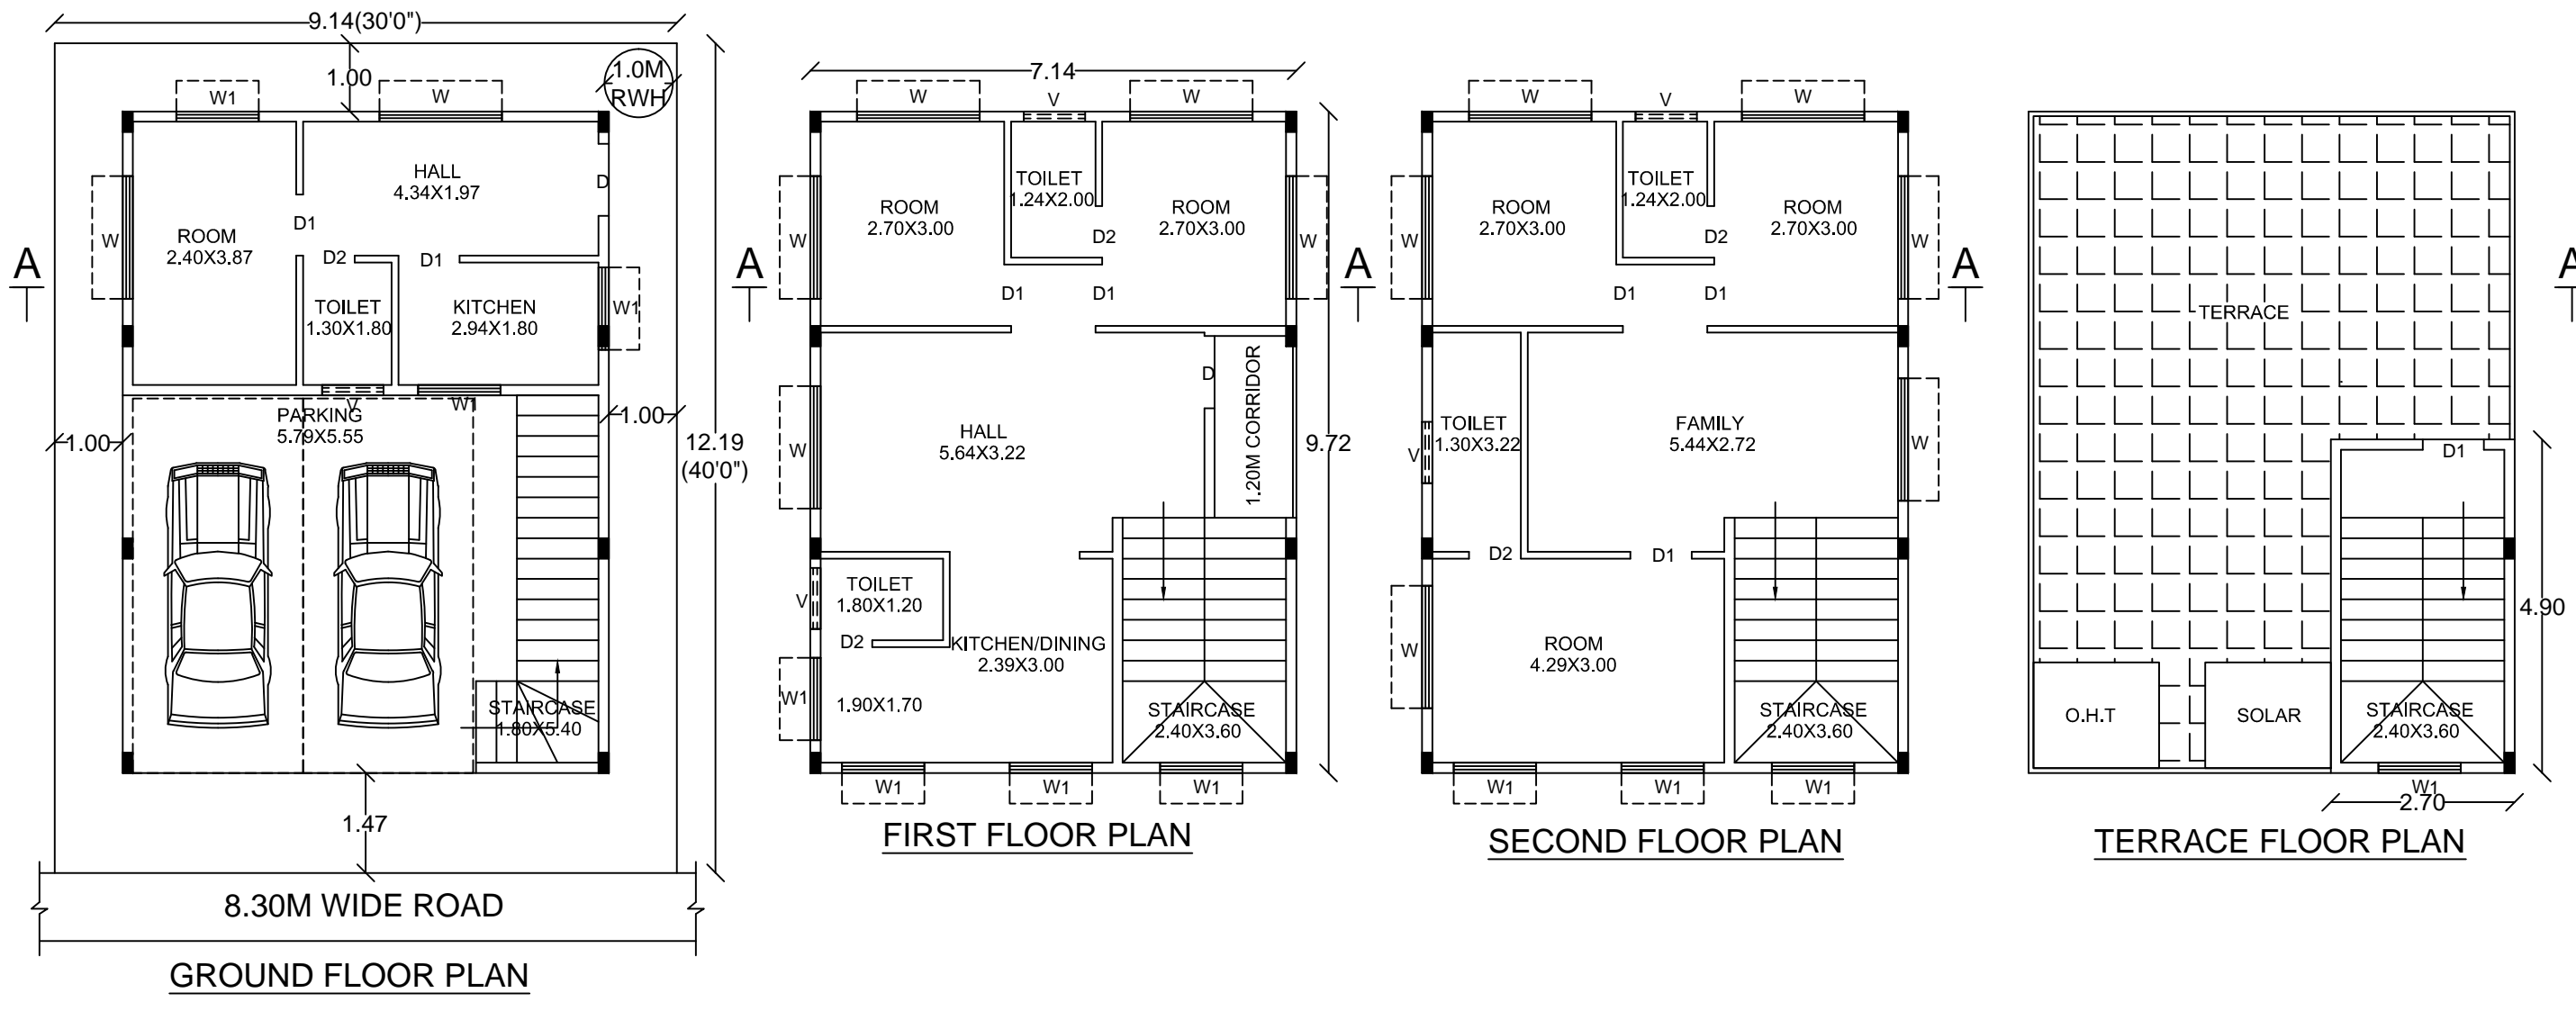 9.14(30'0")
1.00
1.0M
RWH
W1
W
HALL
4.34X1.97
D
D1
ROOM
2.40X3.87
W
A
D2
D1
TOILET
1.30X1.80
KITCHEN
2.94X1.80
W1
V
W1
PARKING
5.79X5.55
1.00
1.00
12.19
(40'0")
STAIRCASE
1.80X5.40
1.47
8.30M WIDE ROAD
GROUND FLOOR PLAN
7.14
W
V
W
TOILET
1.24X2.00
ROOM
2.70X3.00
ROOM
2.70X3.00
W
D2
W
A
D1
D1
HALL
5.64X3.22
D
1.20M CORRIDOR
W
9.72
TOILET
1.80X1.20
V
D2
KITCHEN/DINING
2.39X3.00
W1
1.90X1.70
STAIRCASE
2.40X3.60
W1
W1
W1
FIRST FLOOR PLAN
W
V
W
TOILET
1.24X2.00
ROOM
2.70X3.00
ROOM
2.70X3.00
W
D2
W
A
A
D1
D1
TOILET
1.30X3.22
FAMILY
5.44X2.72
V
W
D2
D1
ROOM
4.29X3.00
W
STAIRCASE
2.40X3.60
W1
W1
W1
SECOND FLOOR PLAN
TERRACE
A
D1
4.90
O.H.T
SOLAR
STAIRCASE
2.40X3.60
W1
2.70
TERRACE FLOOR PLAN